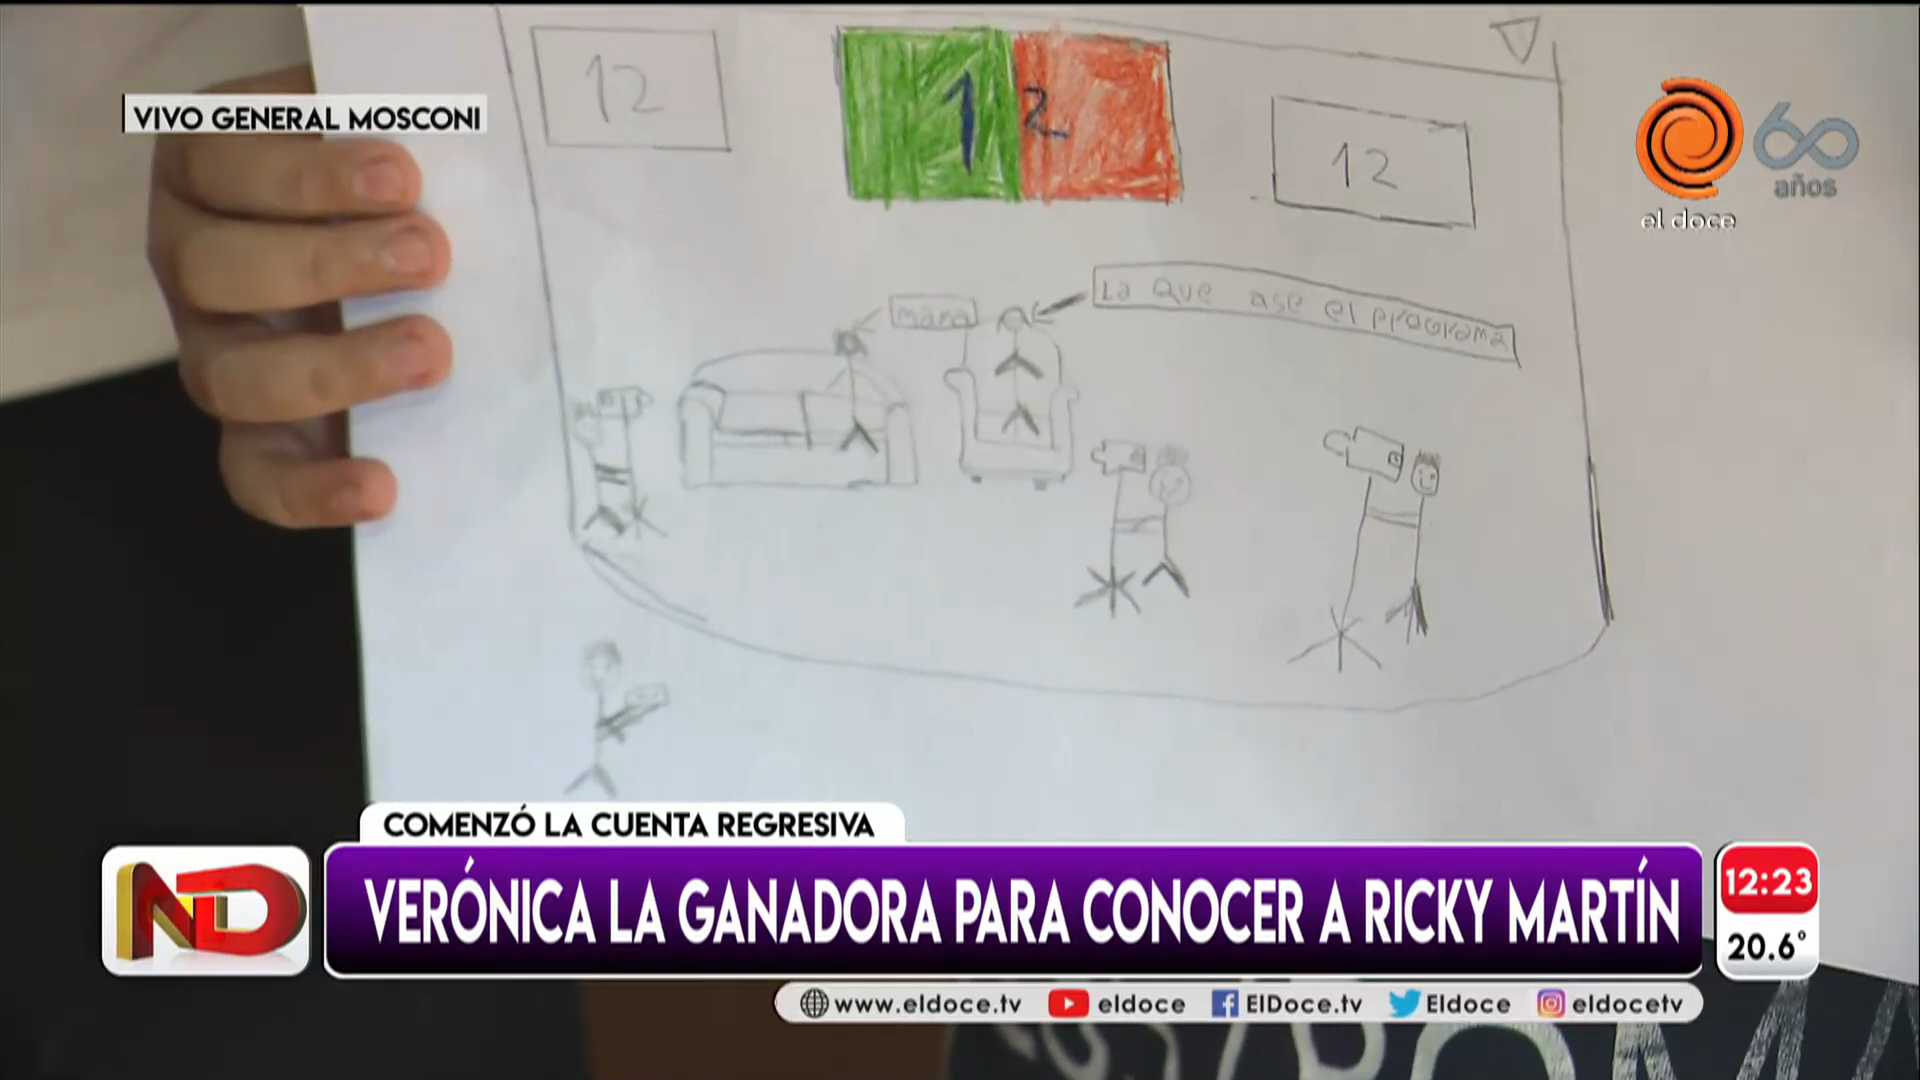 12
12
12
VIVO GENERAL MOSCONI
60
años
el doce
La que ase el programa
mama
COMENZÓ LA CUENTA REGRESIVA
ND
VERÓNICA LA GANADORA PARA CONOCER A RICKY MARTÍN
12:23
20.6°
www.eldoce.tv
eldoce
ElDoce.tv
Eldoce
eldocetv